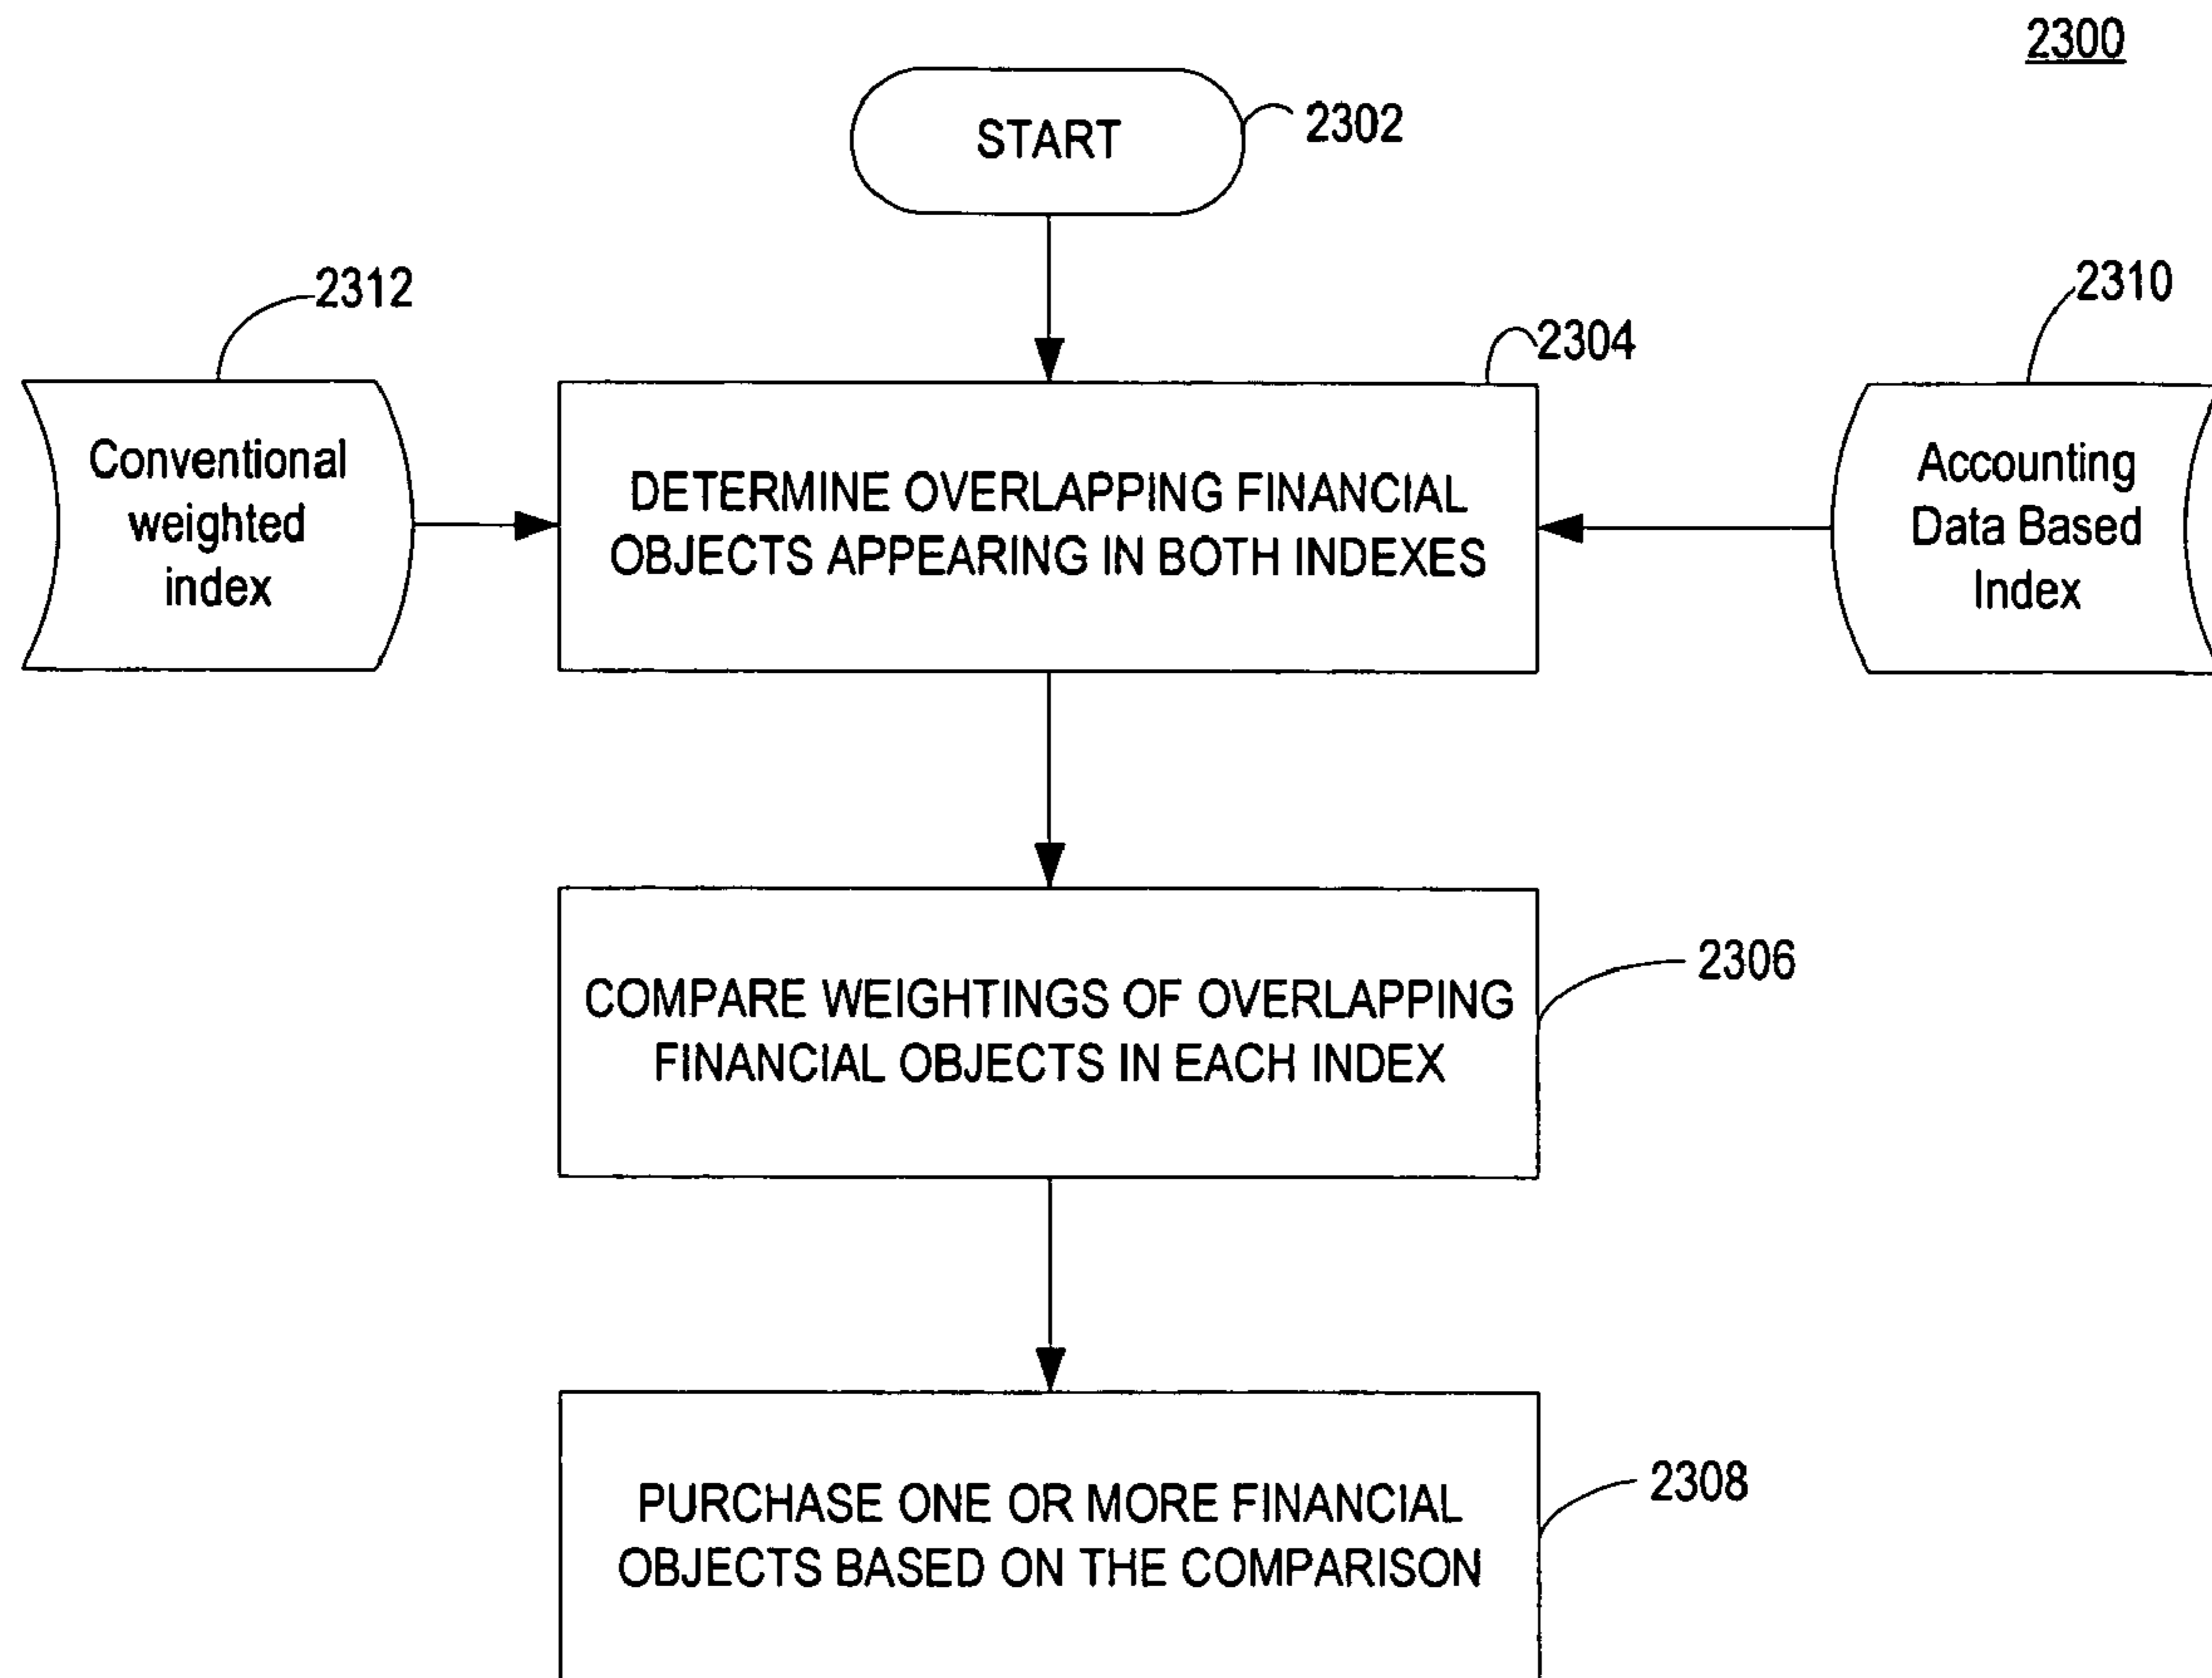 2300
START
2302
2312
2310
2304
Conventional
weighted
index
DETERMINE OVERLAPPING FINANCIAL
OBJECTS APPEARING IN BOTH INDEXES
Accounting
Data Based
Index
2306
COMPARE WEIGHTINGS OF OVERLAPPING
FINANCIAL OBJECTS IN EACH INDEX
2308
PURCHASE ONE OR MORE FINANCIAL
OBJECTS BASED ON THE COMPARISON